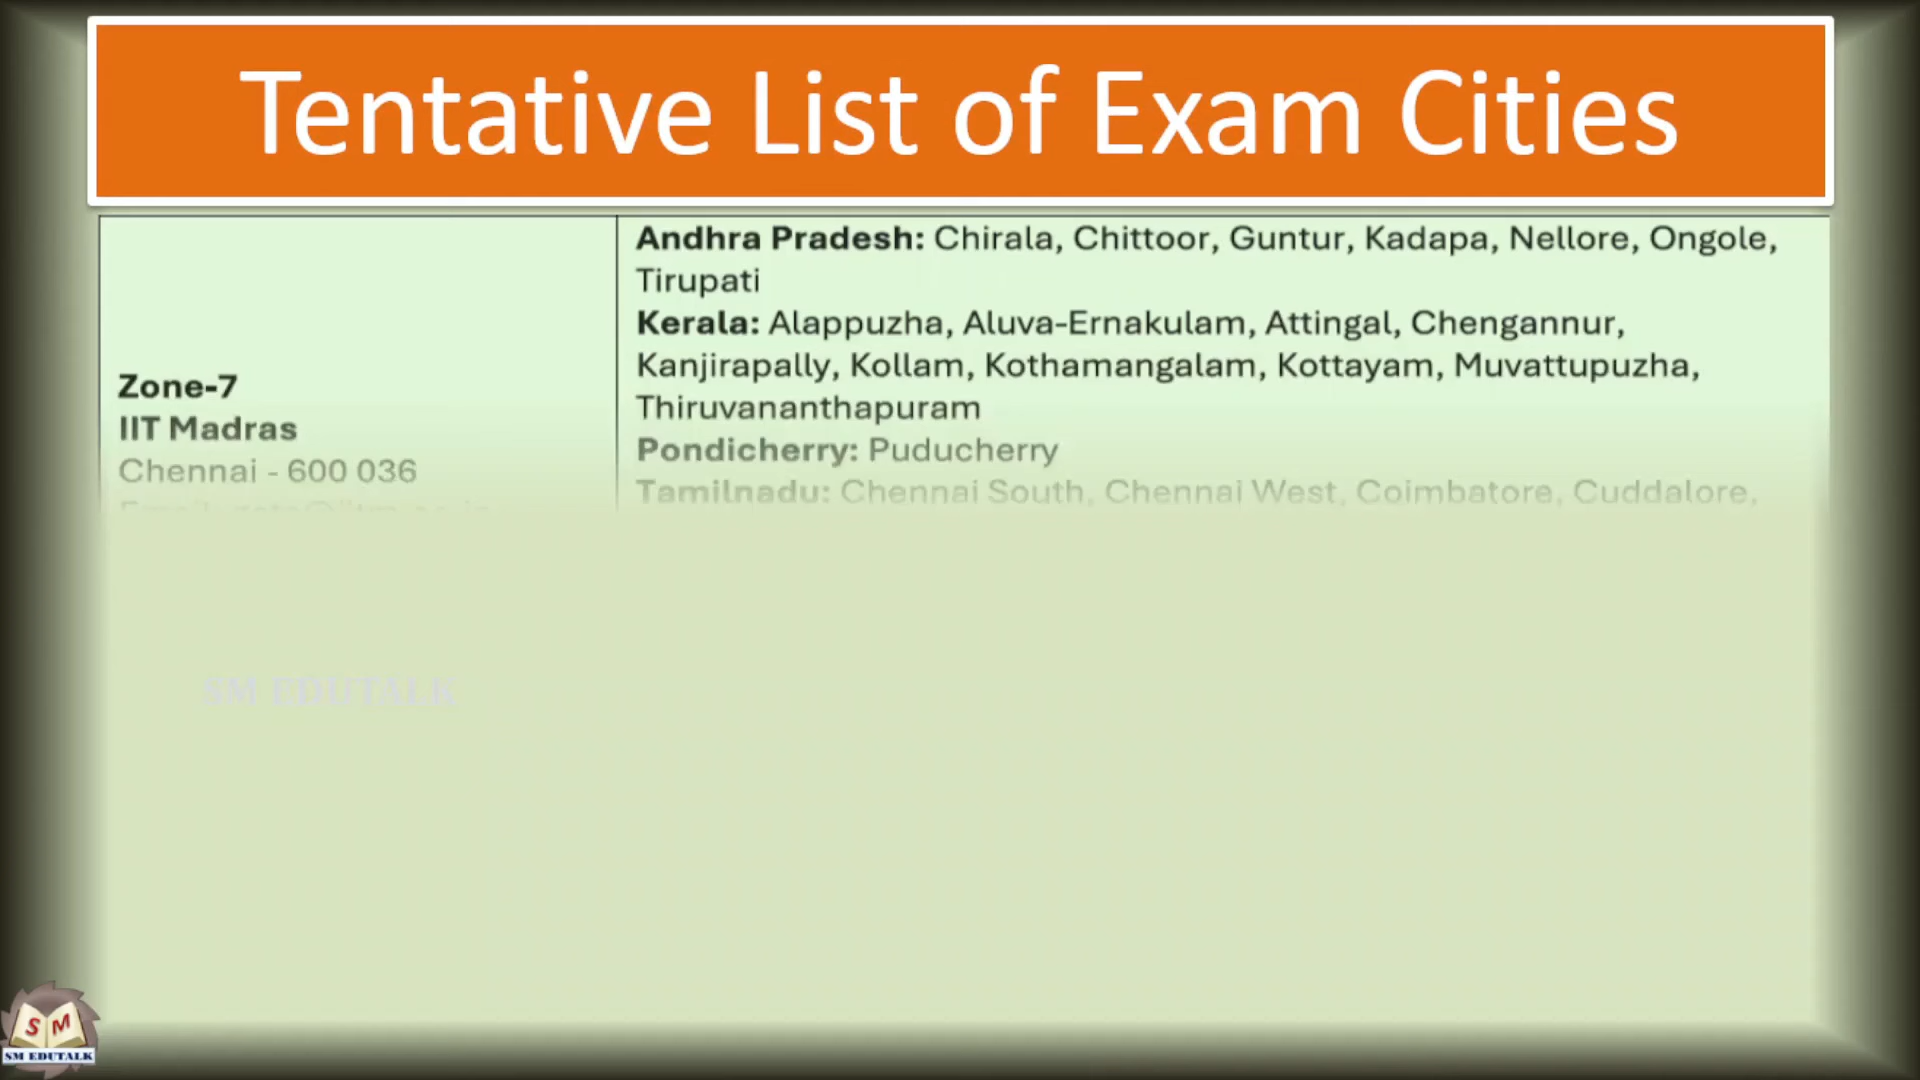 Tentative List of Exam Cities
Zone-7
IIT Madras
Chennai - 600 036
Andhra Pradesh: Chirala, Chittoor, Guntur, Kadapa, Nellore, Ongole,
Tirupati
Kerala: Alappuzha, Aluva-Ernakulam, Attingal, Chengannur,
Kanjirapally, Kollam, Kothamangalam, Kottayam, Muvattupuzha,
Thiruvananthapuram
Pondicherry: Puducherry
Tamilnadu: Chennai South, Chennai West, Coimbatore, Cuddalore,
SM EDUTALK
S M
SM EDUTALK